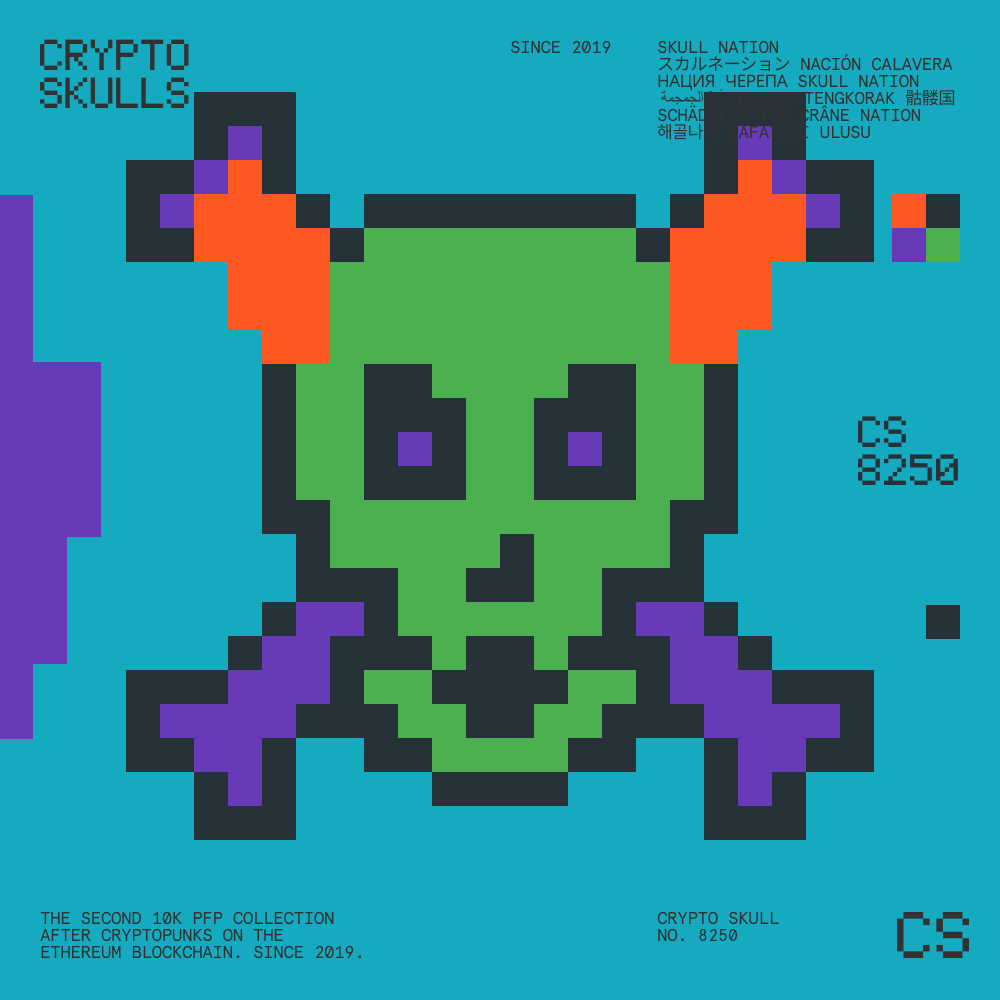 CRYPTO
SKULLS
SINCE 2019
SKULL NATION
スカルネーション NACIÓN CALAVERA
НАЦИЯ ЧЕРЕПА SKULL NATION
الجمجمة TENGKORAK 骷髅国
CRÂNE NATION
해골나 KAFA ULUSU
CS
8250
THE SECOND 10K PFP COLLECTION
AFTER CRYPTOPUNKS ON THE
ETHEREUM BLOCKCHAIN. SINCE 2019.
CRYPTO SKULL
NO. 8250
CS